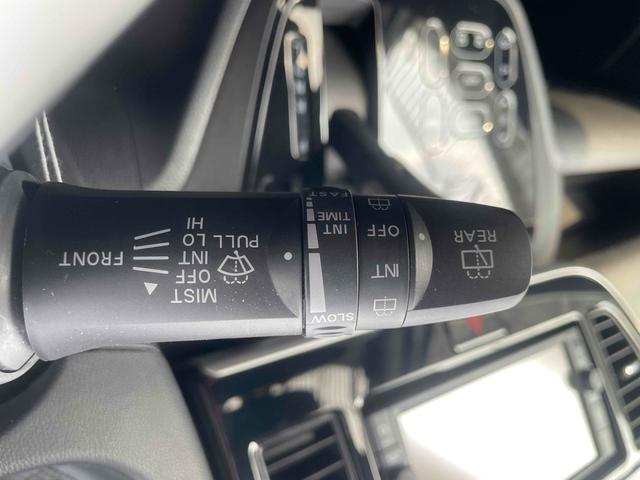 FRONT
MIST
OFF
INT
LO
HI
PULL
FAST
INT
TIME
SLOW
OFF
INT
REAR